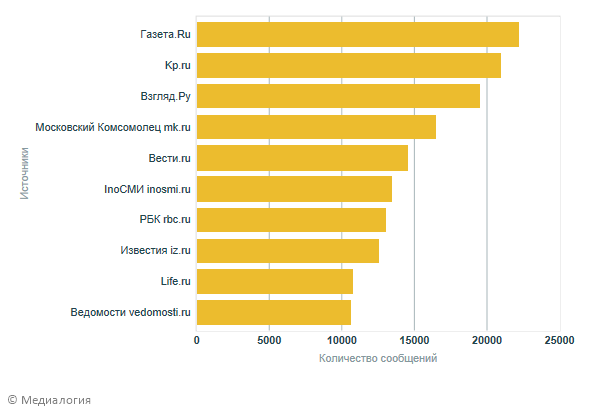 Газета.Ru
Kp.ru
Взгляд.Ру
Московский Комсомолец mk.ru
Вести.ru
InoСМИ inosmi.ru
РБК rbc.ru
Известия iz.ru
Life.ru
Ведомости vedomosti.ru
Источники
0 5000 10000 15000 20000 25000
Количество сообщений
© Медиалогия